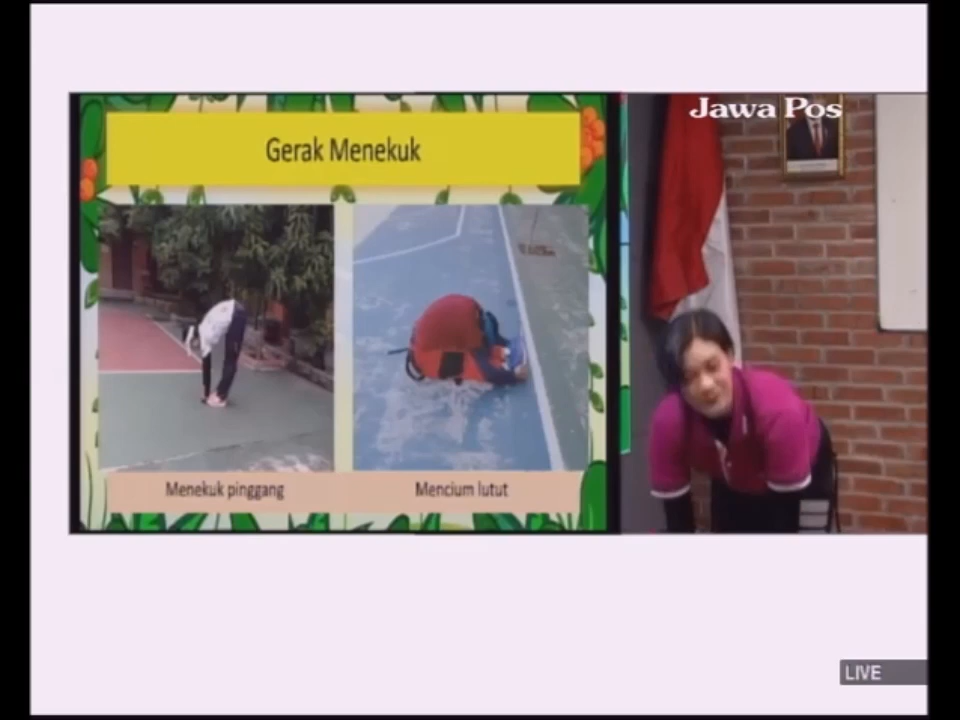 Jawa Pos
Gerak Menekuk
Menekuk pinggang
Mencium lutut
LIVE